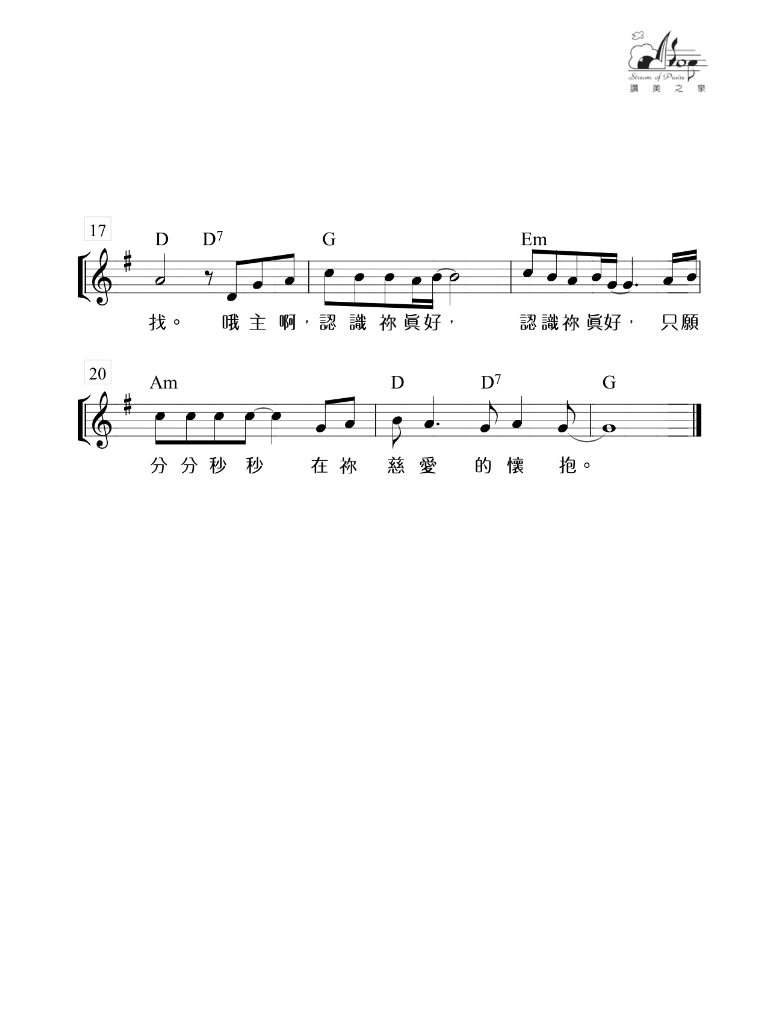 Stream of Praise
讚美之泉
17
D D7 G Em
找。 哦主啊，認識祢眞好， 認識祢眞好， 只願
20
Am D D7 G
分分秒秒 在祢 慈愛 的懷 抱。